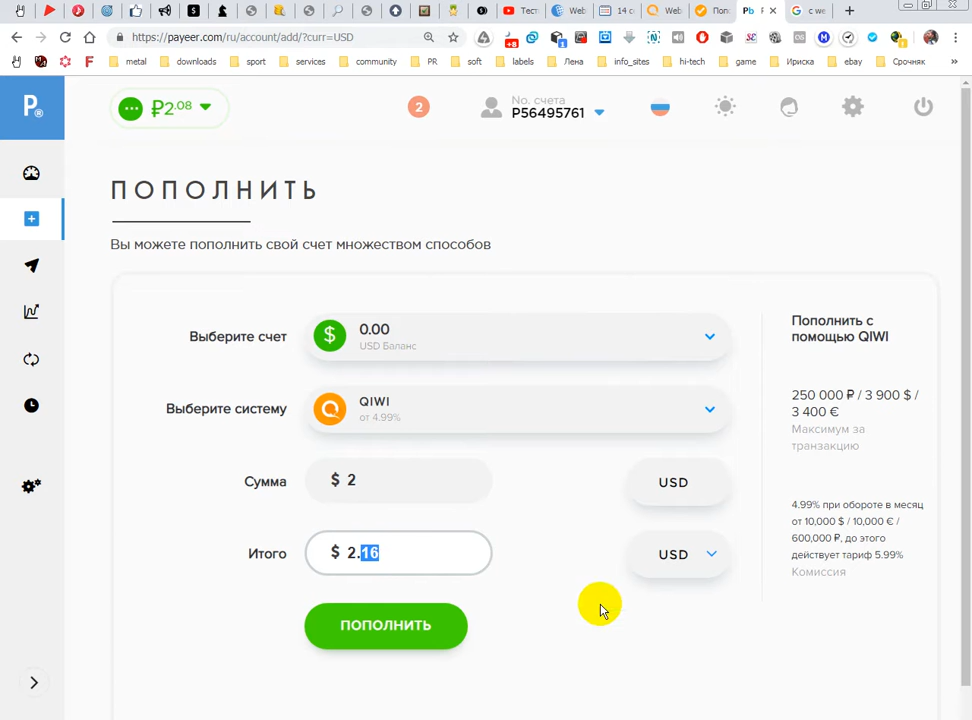 Тест
Web
14 с
Web
Попо
Pb
с we
https://payeer.com/ru/account/add/?curr=USD
+8
1
metal
downloads
sport
services
community
PR
soft
labels
Лена
info_sites
hi-tech
game
Ириска
ebay
Срочняк
»
P®
₽2.08
2
No. счета
P56495761
ПОПОЛНИТЬ
Вы можете пополнить свой счет множеством способов
Выберите счет
$
0.00
USD Баланс
Выберите систему
QIWI
от 4.99%
Сумма
$ 2
USD
Итого
$ 2.16
USD
ПОПОЛНИТЬ
Пополнить с
помощью QIWI
250 000 ₽ / 3 900 $ /
3 400 €
Максимум за
транзакцию
4.99% при обороте в месяц
от 10,000 $ / 10,000 € /
600,000 ₽, до этого
действует тариф 5.99%
Комиссия